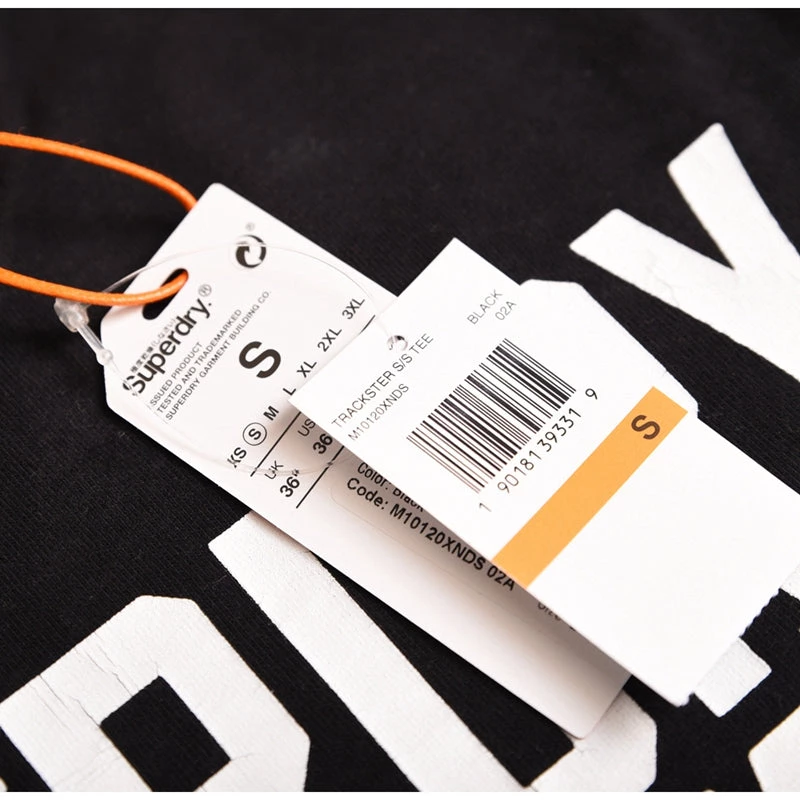 Superdry.®
ISSUED PRODUCT
TESTED AND TRADEMARKED
SUPERDRY GARMENT BUILDING CO.
®
S
XS S M L XL 2XL 3XL
UK US
36" 36
TRACKSTER S/S TEE
M10120XNDS
BLACK
02A
1 9018139331 9
S
Color: Black
Code: M10120XNDS 02A